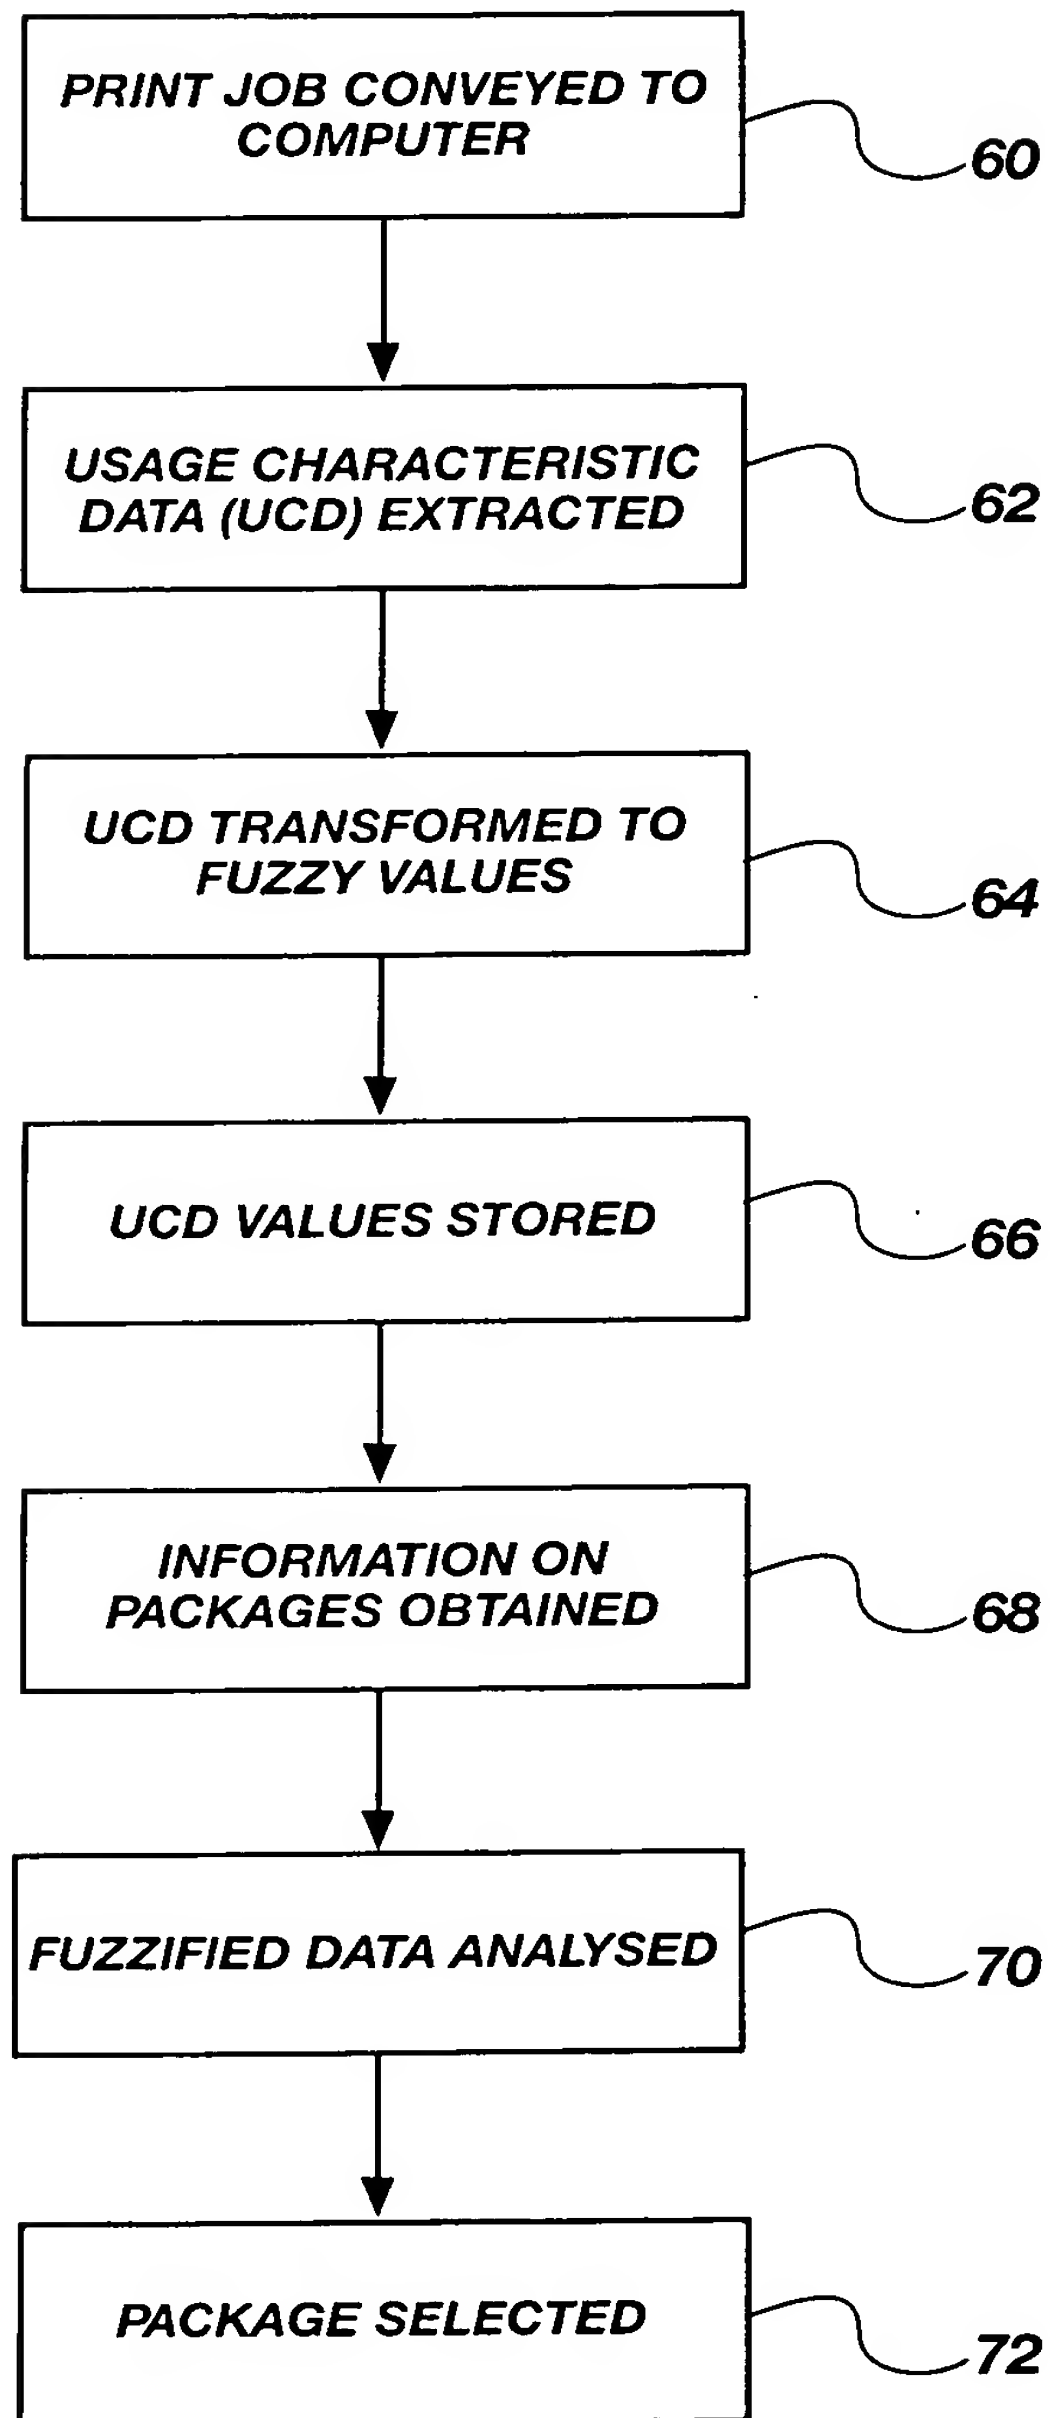 PRINT JOB CONVEYED TO
COMPUTER
60
USAGE CHARACTERISTIC
DATA (UCD) EXTRACTED
62
UCD TRANSFORMED TO
FUZZY VALUES
64
UCD VALUES STORED
66
INFORMATION ON
PACKAGES OBTAINED
68
FUZZIFIED DATA ANALYSED
70
PACKAGE SELECTED
72